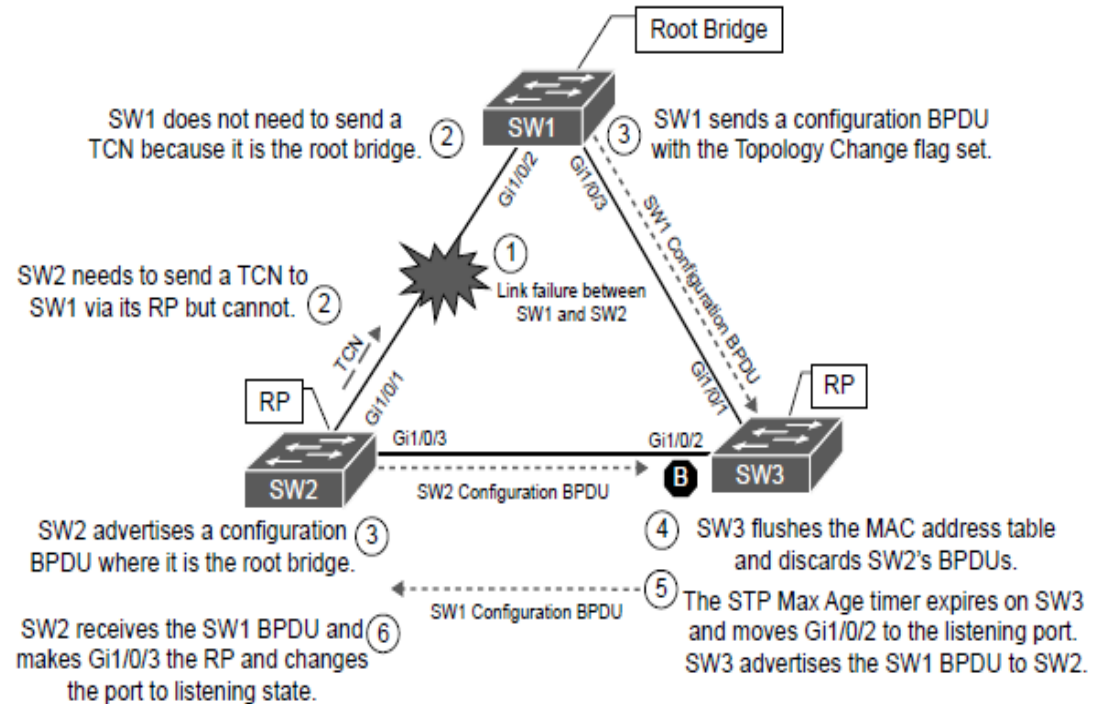 Root Bridge
SW1
SW1 does not need to send a
TCN because it is the root bridge.
2
3
SW1 sends a configuration BPDU
with the Topology Change flag set.
Gi1/0/2
Gi1/0/3
SW1 Configuration BPDU
1
Link failure between
SW1 and SW2
SW2 needs to send a TCN to
SW1 via its RP but cannot.
2
TCN
RP
Gi1/0/1
Gi1/0/1
RP
Gi1/0/3
Gi1/0/2
B
SW2
SW3
SW2 Configuration BPDU
SW2 advertises a configuration
BPDU where it is the root bridge.
3
4
SW3 flushes the MAC address table
and discards SW2's BPDUs.
SW1 Configuration BPDU
5
The STP Max Age timer expires on SW3
and moves Gi1/0/2 to the listening port.
SW3 advertises the SW1 BPDU to SW2.
SW2 receives the SW1 BPDU and
makes Gi1/0/3 the RP and changes
the port to listening state.
6